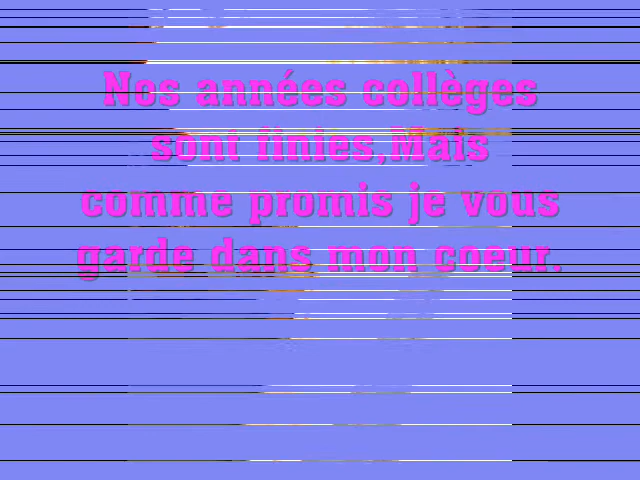 Nos années collèges
sont finies,Mais
comme promis je vous
garde dans mon coeur.